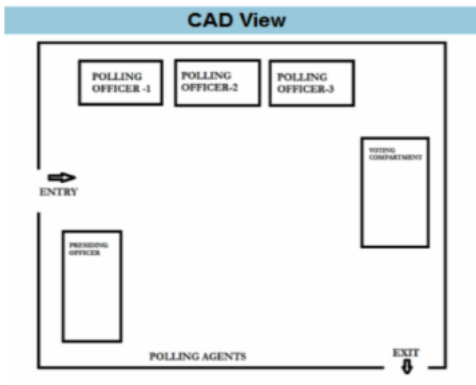 CAD View
POLLING
OFFICER -1
POLLING
OFFICER-2
POLLING
OFFICER-3
VOTING
COMPARTMENT
ENTRY
PRESIDING
OFFICER
POLLING AGENTS
EXIT